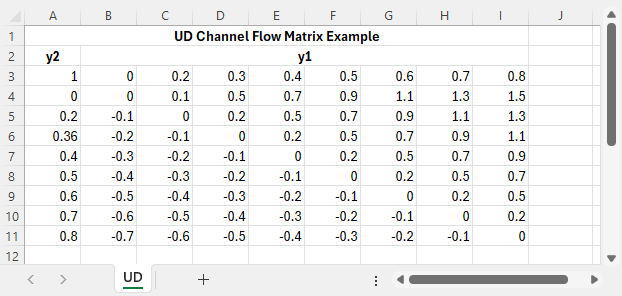 A B C D E F G H I J
1 UD Channel Flow Matrix Example
2 y2 y1
3 1 0 0.2 0.3 0.4 0.5 0.6 0.7 0.8
4 0 0 0.1 0.5 0.7 0.9 1.1 1.3 1.5
5 0.2 -0.1 0 0.2 0.5 0.7 0.9 1.1 1.3
6 0.36 -0.2 -0.1 0 0.2 0.5 0.7 0.9 1.1
7 0.4 -0.3 -0.2 -0.1 0 0.2 0.5 0.7 0.9
8 0.5 -0.4 -0.3 -0.2 -0.1 0 0.2 0.5 0.7
9 0.6 -0.5 -0.4 -0.3 -0.2 -0.1 0 0.2 0.5
10 0.7 -0.6 -0.5 -0.4 -0.3 -0.2 -0.1 0 0.2
11 0.8 -0.7 -0.6 -0.5 -0.4 -0.3 -0.2 -0.1 0
12
UD